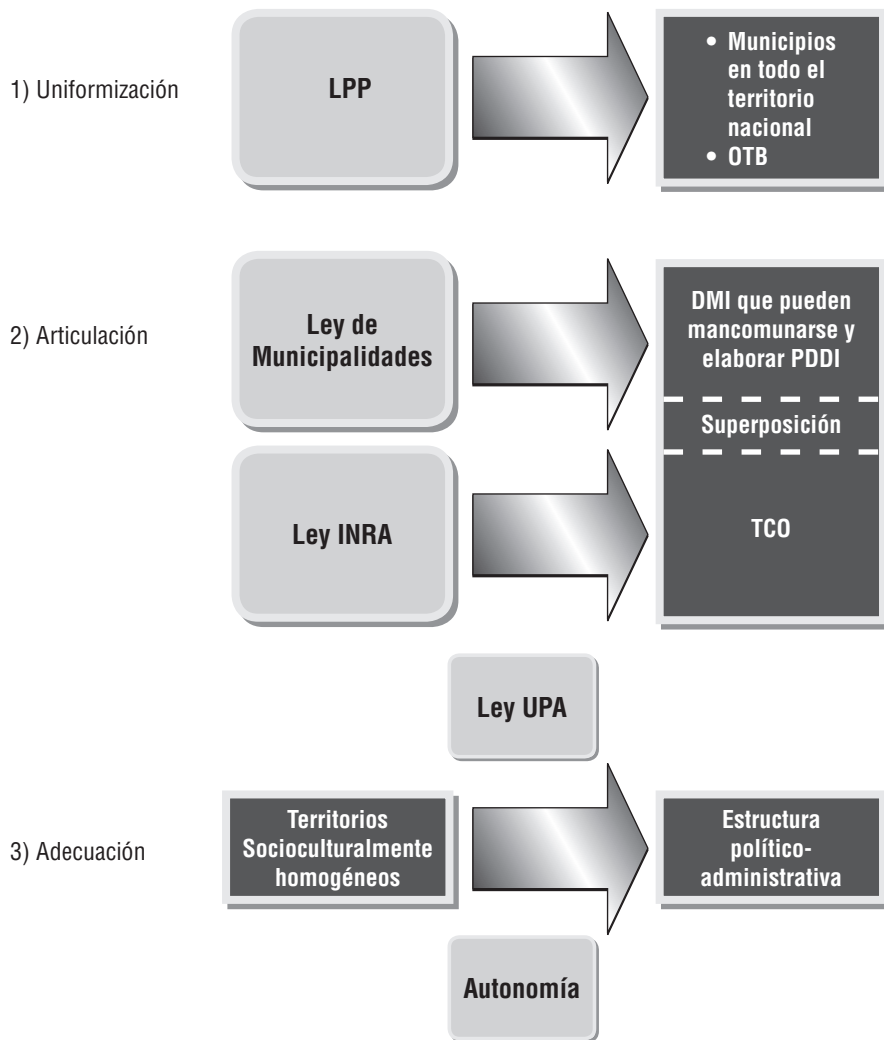 1) Uniformización
LPP
• Municipios
en todo el
territorio
nacional
• OTB
2) Articulación
Ley de
Municipalidades
DMI que pueden
mancomunarse y
elaborar PDDI
Superposición
Ley INRA
TCO
Ley UPA
3) Adecuación
Territorios
Socioculturalmente
homogéneos
Estructura
político-
administrativa
Autonomía